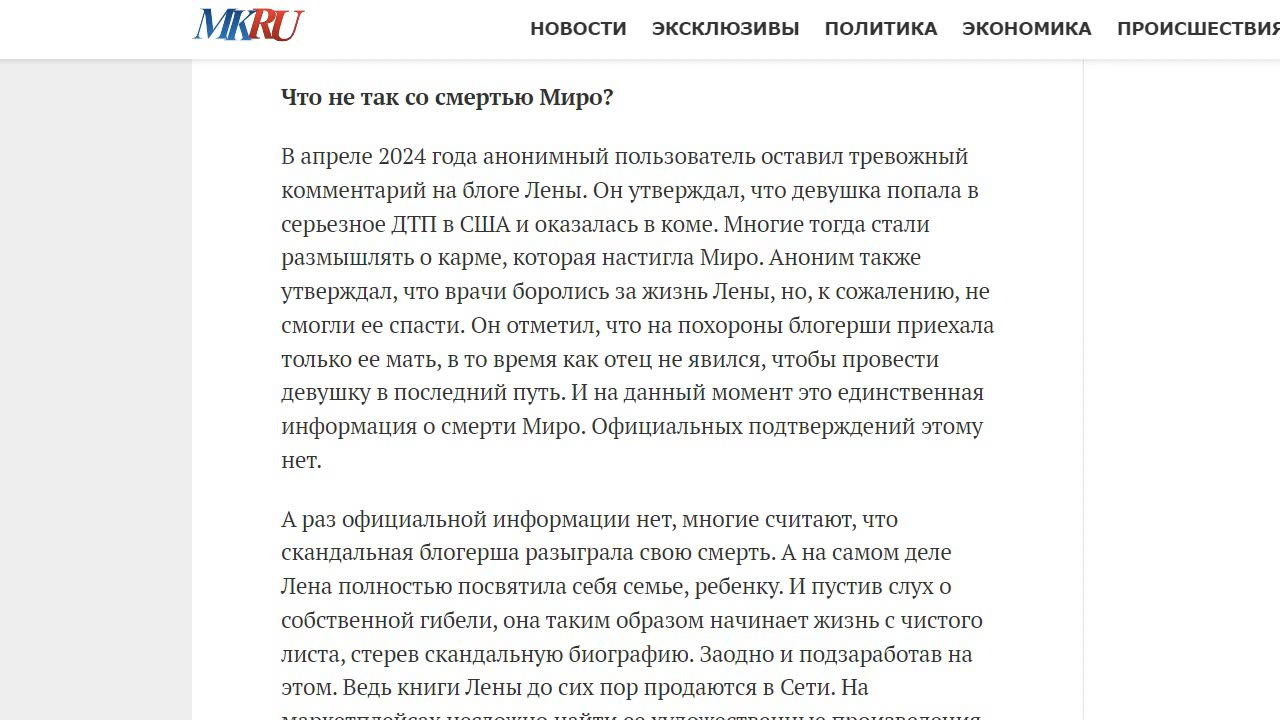 MKRU
НОВОСТИ ЭКСКЛЮЗИВЫ ПОЛИТИКА ЭКОНОМИКА ПРОИСШЕСТВИЯ
Что не так со смертью Миро?
В апреле 2024 года анонимный пользователь оставил тревожный
комментарий на блоге Лены. Он утверждал, что девушка попала в
серьезное ДТП в США и оказалась в коме. Многие тогда стали
размышлять о карме, которая настигла Миро. Аноним также
утверждал, что врачи боролись за жизнь Лены, но, к сожалению, не
смогли ее спасти. Он отметил, что на похороны блогерши приехала
только ее мать, в то время как отец не явился, чтобы провести
девушку в последний путь. И на данный момент это единственная
информация о смерти Миро. Официальных подтверждений этому
нет.
А раз официальной информации нет, многие считают, что
скандальная блогерша разыграла свою смерть. А на самом деле
Лена полностью посвятила себя семье, ребенку. И пустив слух о
собственной гибели, она таким образом начинает жизнь с чистого
листа, стерев скандальную биографию. Заодно и подзаработав на
этом. Ведь книги Лены до сих пор продаются в Сети. На
маркетплейсах несложно найти ее художественные произведения